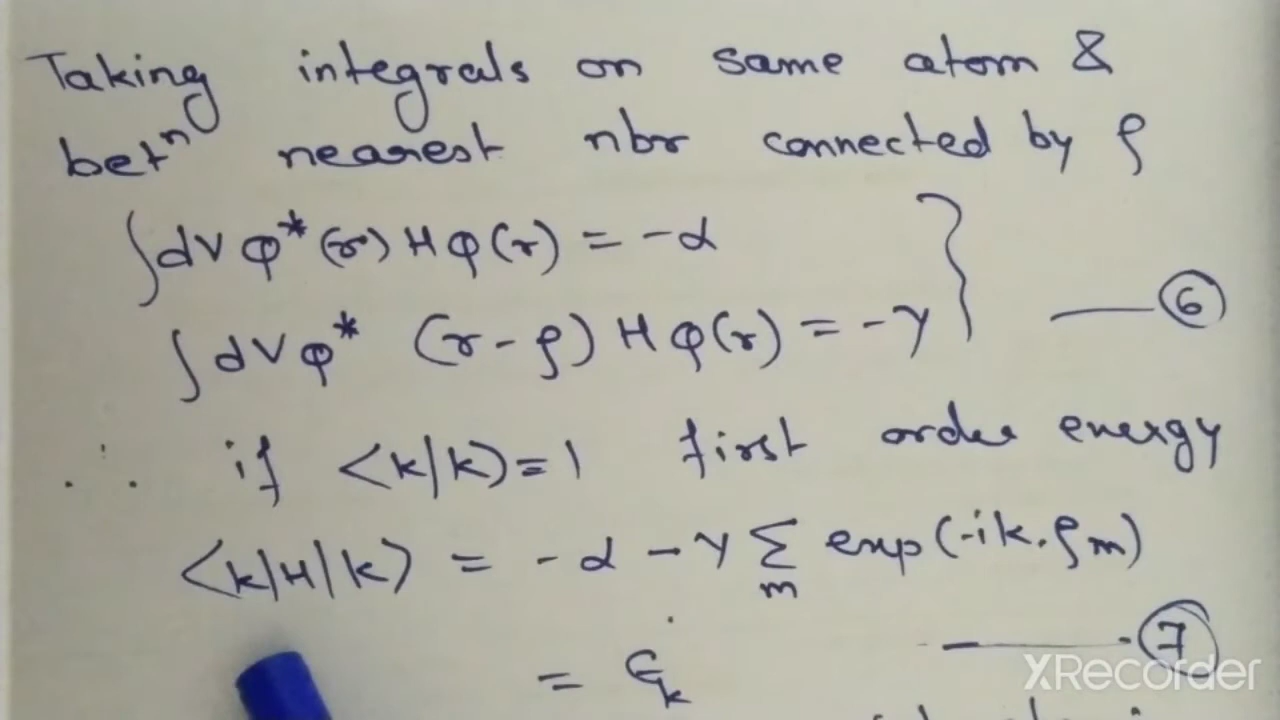 Taking integrals on same atom &
betⁿ nearest nbr connected by ρ
∫dV φ*(r) H φ(r) = -α
∫dV φ* (r-ρ) H φ(r) = -γ } — ⑥
∴ if <k|k> = 1 first order energy
<k|H|k> = -α - γ Σₘ exp(-ik.ρₘ)
— ⑦
= ϵₖ
XRecorder